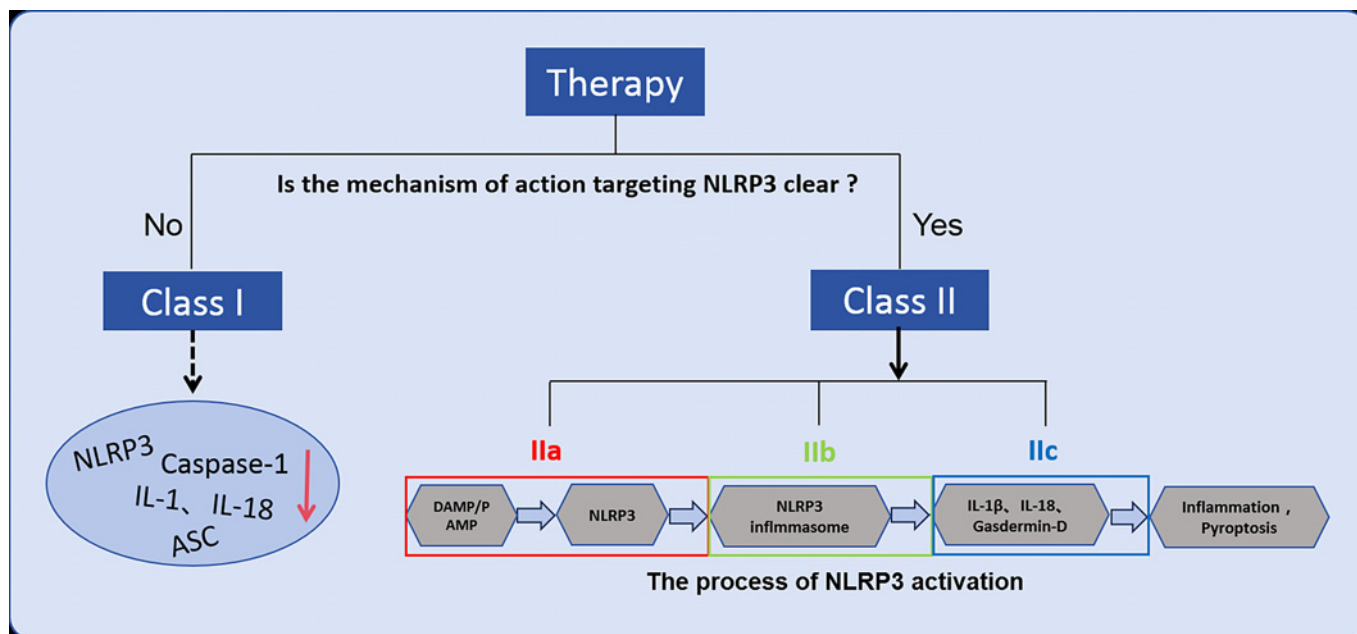 Therapy
Is the mechanism of action targeting NLRP3 clear ?
No
Yes
Class I
Class II
NLRP3
Caspase-1
IL-1、 IL-18
ASC
IIa
IIb
IIc
DAMP/P
AMP
NLRP3
NLRP3
inflmmasome
IL-1β、IL-18、
Gasdermin-D
Inflammation ,
Pyroptosis
The process of NLRP3 activation